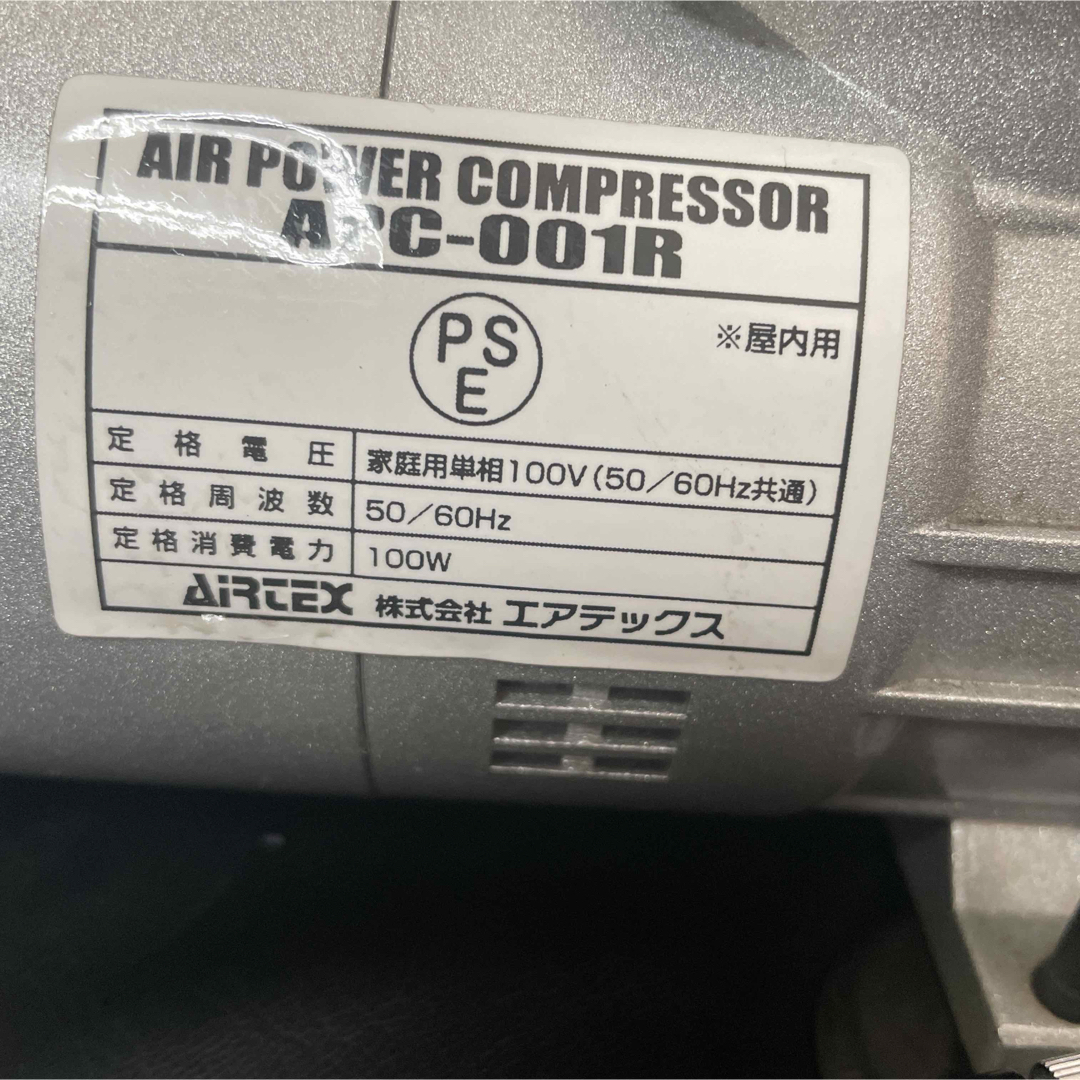 AIR POWER COMPRESSOR
APC-001R
PS
E
※屋内用
定格電圧 家庭用単相100V(50/60Hz共通)
定格周波数 50/60Hz
定格消費電力 100W
AIRTEX 株式会社 エアテックス